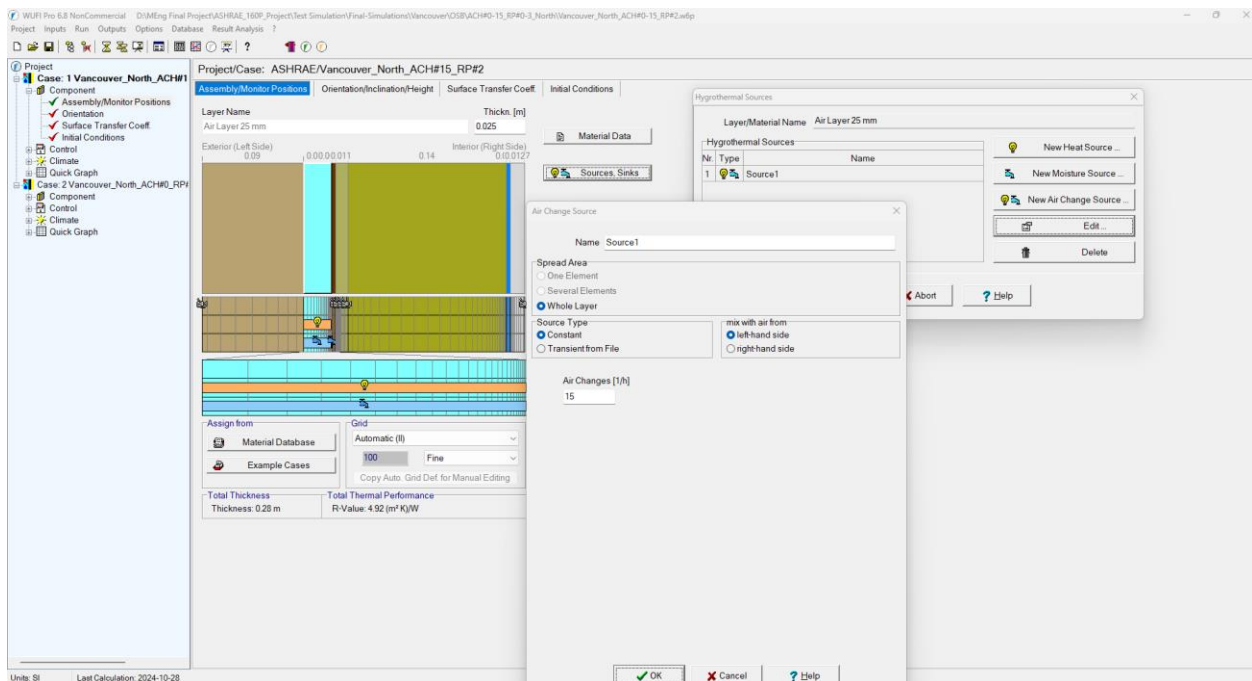 WUFI Pro 6.8 NonCommercial D:\MEng Final Project\ASHRAE_160P_Project\Test Simulation\Final-Simulations\Vancouver\OSB\ACH#0-15_RP#0-3_North\Vancouver_North_ACH#0-15_RP#2.w6p
Project Inputs Run Outputs Options Database Result Analysis ?
Project
Case: 1 Vancouver_North_ACH#1
Component
Assembly/Monitor Positions
Orientation
Surface Transfer Coeff.
Initial Conditions
Control
Climate
Quick Graph
Case: 2 Vancouver_North_ACH#0_RP#
Component
Control
Climate
Quick Graph
Project/Case: ASHRAE/Vancouver_North_ACH#15_RP#2
Assembly/Monitor Positions Orientation/Inclination/Height Surface Transfer Coeff. Initial Conditions
Layer Name Thickn. [m]
Air Layer 25 mm 0.025
Exterior (Left Side) Interior (Right Side)
0.09 0.14
Material Data
Sources, Sinks
Assign from
Material Database
Example Cases
Grid
Automatic (II)
100 Fine
Copy Auto. Grid Def. for Manual Editing
Total Thickness
Thickness: 0.28 m
Total Thermal Performance
R-Value: 4.92 (m² K)/W
Hygrothermal Sources
Layer/Material Name Air Layer 25 mm
Hygrothermal Sources
Nr. Type Name
1 Source1
New Heat Source ...
New Moisture Source ...
New Air Change Source ...
Edit...
Delete
Abort Help
Air Change Source
Name Source1
Spread Area
One Element
Several Elements
Whole Layer
Source Type
Constant
Transient from File
mix with air from
left-hand side
right-hand side
Air Changes [1/h]
15
OK Cancel Help
Units: SI Last Calculation: 2024-10-28